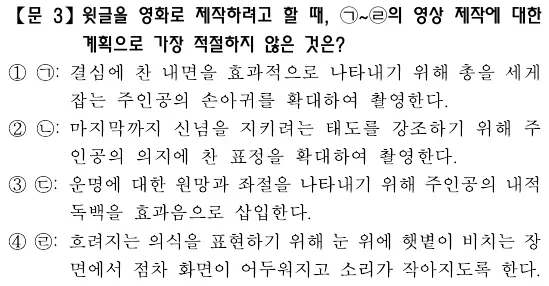 【문 3】윗글을 영화로 제작하려고 할 때, ㉠~㉣의 영상 제작에 대한
계획으로 가장 적절하지 않은 것은?
① ㉠: 결심에 찬 내면을 효과적으로 나타내기 위해 총을 세게
잡는 주인공의 손아귀를 확대하여 촬영한다.
② ㉡: 마지막까지 신념을 지키려는 태도를 강조하기 위해 주
인공의 의지에 찬 표정을 확대하여 촬영한다.
③ ㉢: 운명에 대한 원망과 좌절을 나타내기 위해 주인공의 내적
독백을 효과음으로 삽입한다.
④ ㉣: 흐려지는 의식을 표현하기 위해 눈 위에 햇볕이 비치는 장
면에서 점차 화면이 어두워지고 소리가 작아지도록 한다.